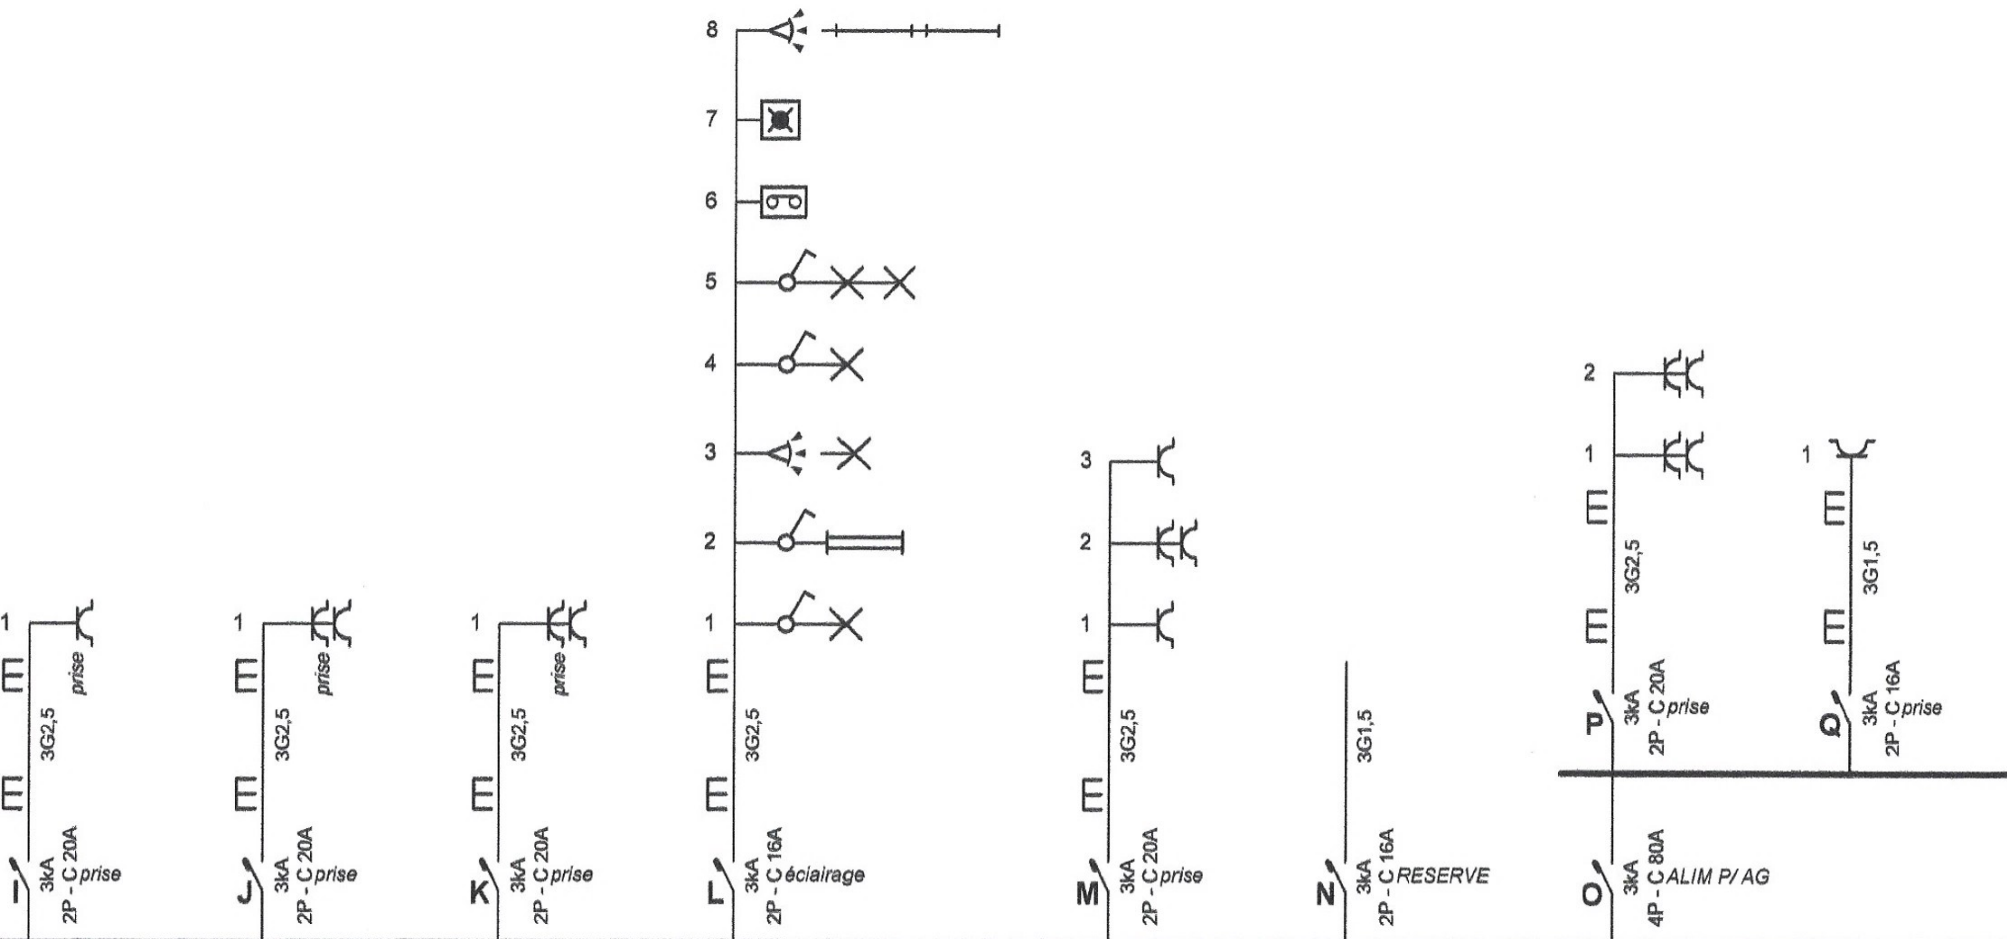 8
7
6
5
4
3
2
1
3
2
1
2
1
1
1
prise
1
prise
1
prise
3G2,5
3G2,5
3G2,5
3G2,5
3G2,5
3G1,5
3G2,5
3G1,5
P
3kA
2P - C 20A
prise
Q
3kA
2P - C 16A
prise
I
3kA
2P - C 20A
prise
J
3kA
2P - C 20A
prise
K
3kA
2P - C 20A
prise
L
3kA
2P - C 16A
éclairage
M
3kA
2P - C 20A
prise
N
3kA
2P - C 16A
RESERVE
O
3kA
4P - C 80A
ALIM P/ AG